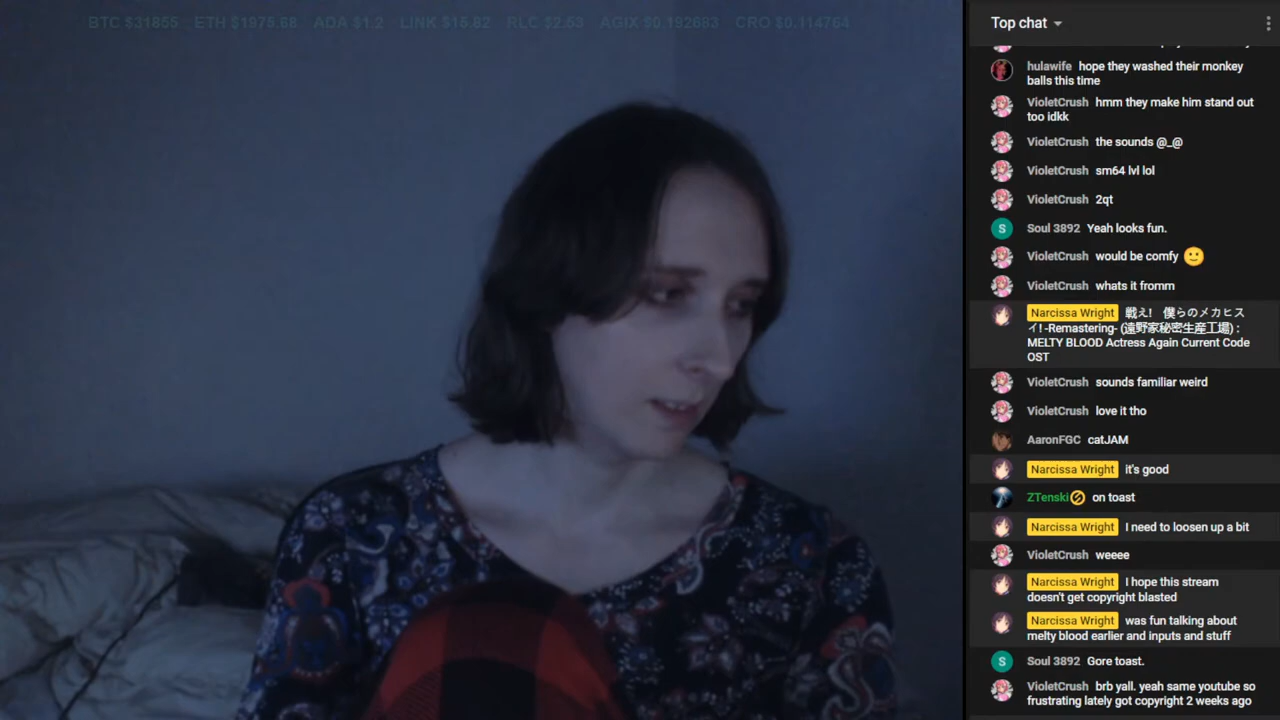 BTC $31855 ETH $1975.68 ADA $1.2 LINK $15.82 RLC $2.53 AGIX $0.192683 CRO $0.114764
Top chat
hulawife hope they washed their monkey
balls this time
VioletCrush hmm they make him stand out
too idkk
VioletCrush the sounds @_@
VioletCrush sm64 lvl lol
VioletCrush 2qt
S Soul 3892 Yeah looks fun.
VioletCrush would be comfy 🙂
VioletCrush whats it fromm
Narcissa Wright 戦え! 僕らのメカヒス
イ! -Remastering- (遠野家秘密生産工場) :
MELTY BLOOD Actress Again Current Code
OST
VioletCrush sounds familiar weird
VioletCrush love it tho
AaronFGC catJAM
Narcissa Wright it's good
ZTenski on toast
Narcissa Wright I need to loosen up a bit
VioletCrush weeee
Narcissa Wright I hope this stream
doesn't get copyright blasted
Narcissa Wright was fun talking about
melty blood earlier and inputs and stuff
S Soul 3892 Gore toast.
VioletCrush brb yall. yeah same youtube so
frustrating lately got copyright 2 weeks ago